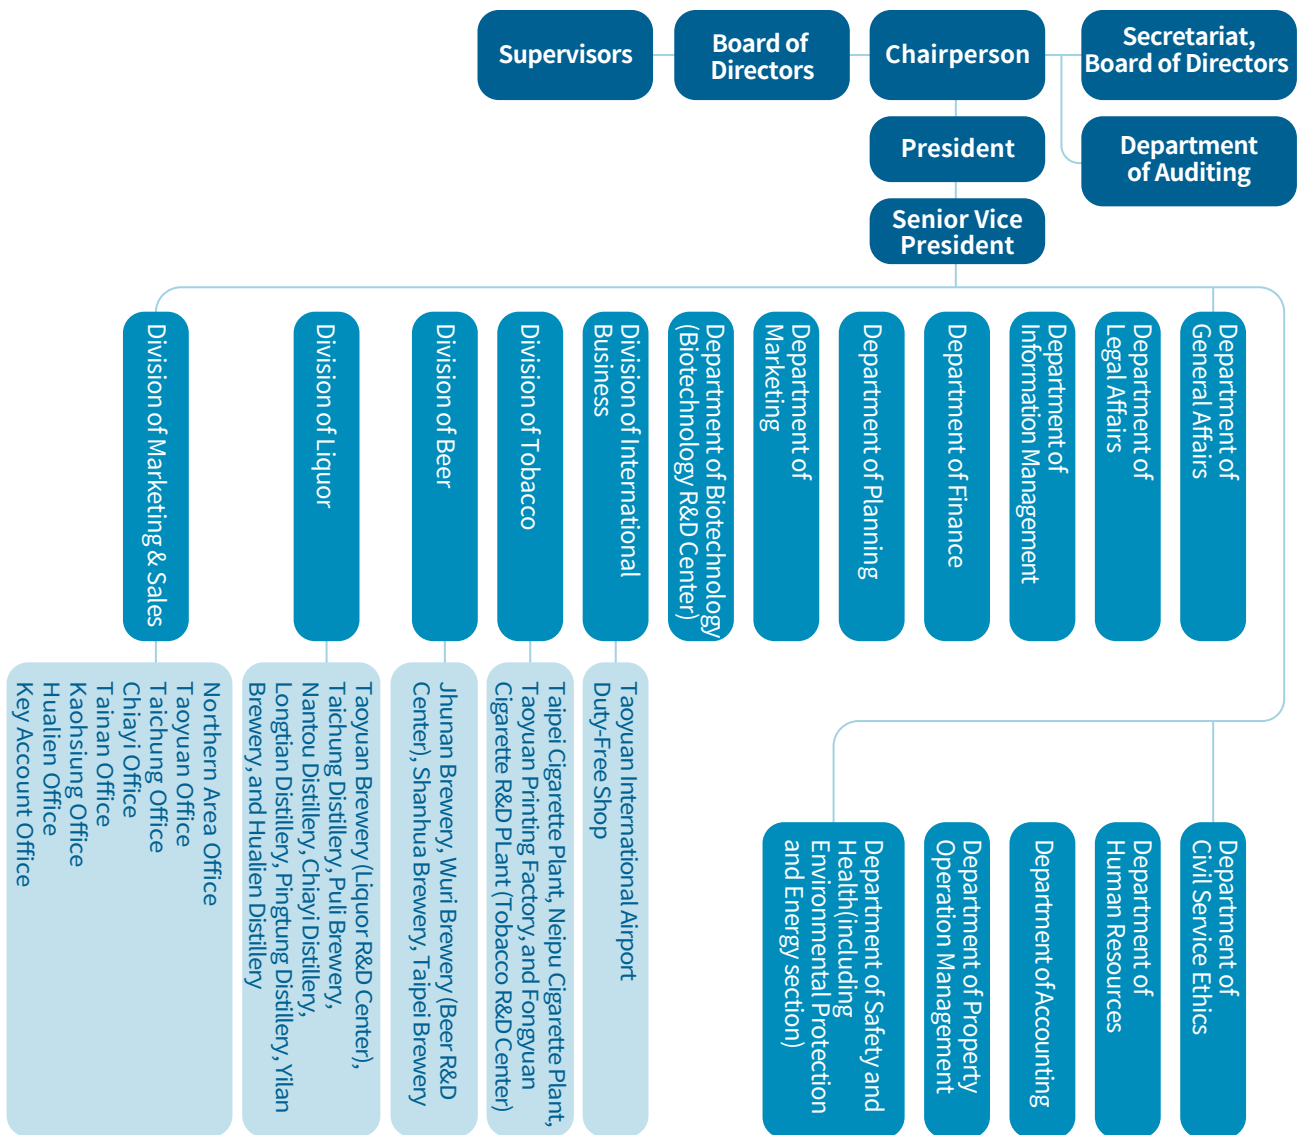 Supervisors
Board of
Directors
Chairperson
Secretariat,
Board of Directors
President
Department
of Auditing
Senior Vice
President
Division of Marketing & Sales
Division of Liquor
Division of Beer
Division of Tobacco
Division of International
Business
Department of Biotechnology
(Biotechnology R&D Center)
Department of
Marketing
Department of Planning
Department of Finance
Department of
Information Management
Department of
Legal Affairs
Department of
General Affairs
Northern Area Office
Taoyuan Office
Taichung Office
Chiayi Office
Tainan Office
Kaohsiung Office
Hualien Office
Key Account Office
Taoyuan Brewery (Liquor R&D Center),
Taichung Distillery, Puli Brewery,
Nantou Distillery, Chiayi Distillery,
Longtian Distillery, Pingtung Distillery, Yilan
Brewery, and Hualien Distillery
Jhunan Brewery, Wuri Brewery (Beer R&D
Center), Shanhua Brewery, Taipei Brewery
Taipei Cigarette Plant, Neipu Cigarette Plant,
Taoyuan Printing Factory, and Fongyuan
Cigarette R&D PLant (Tobacco R&D Center)
Taoyuan International Airport
Duty-Free Shop
Department of Safety and
Health(including
Environmental Protection
and Energy section)
Department of Property
Operation Management
Department of Accounting
Department of
Human Resources
Department of
Civil Service Ethics